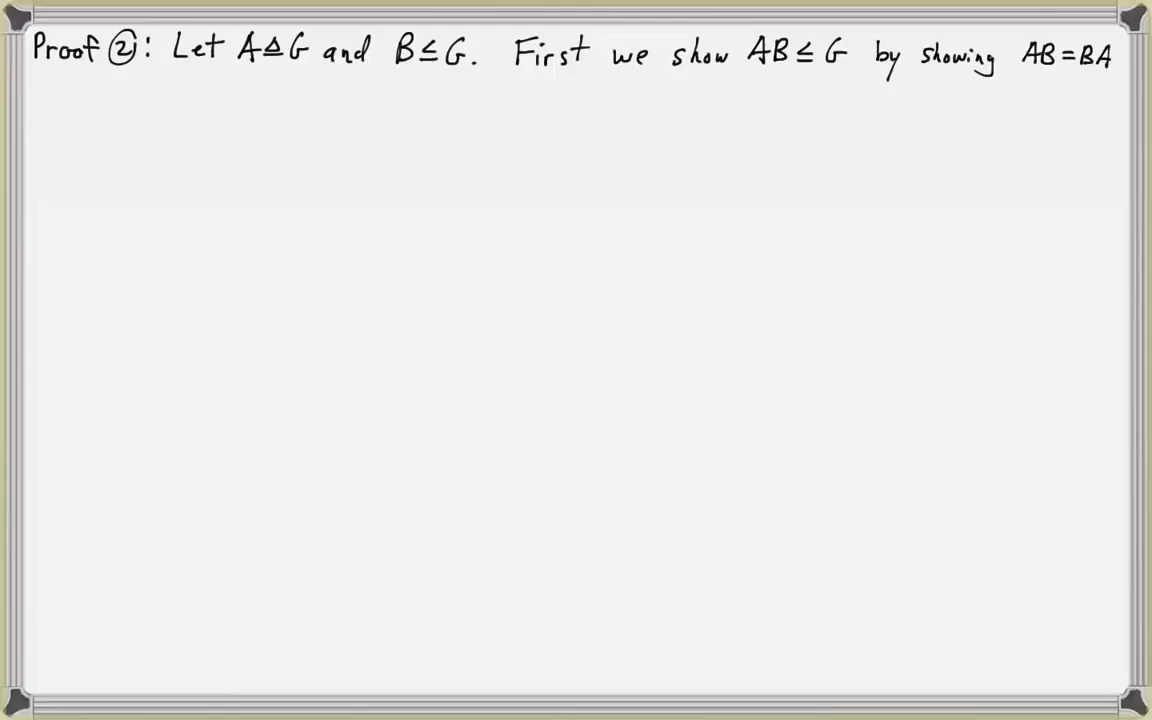 Proof ②: Let A⊴G and B≤G. First we show AB≤G by showing AB=BA